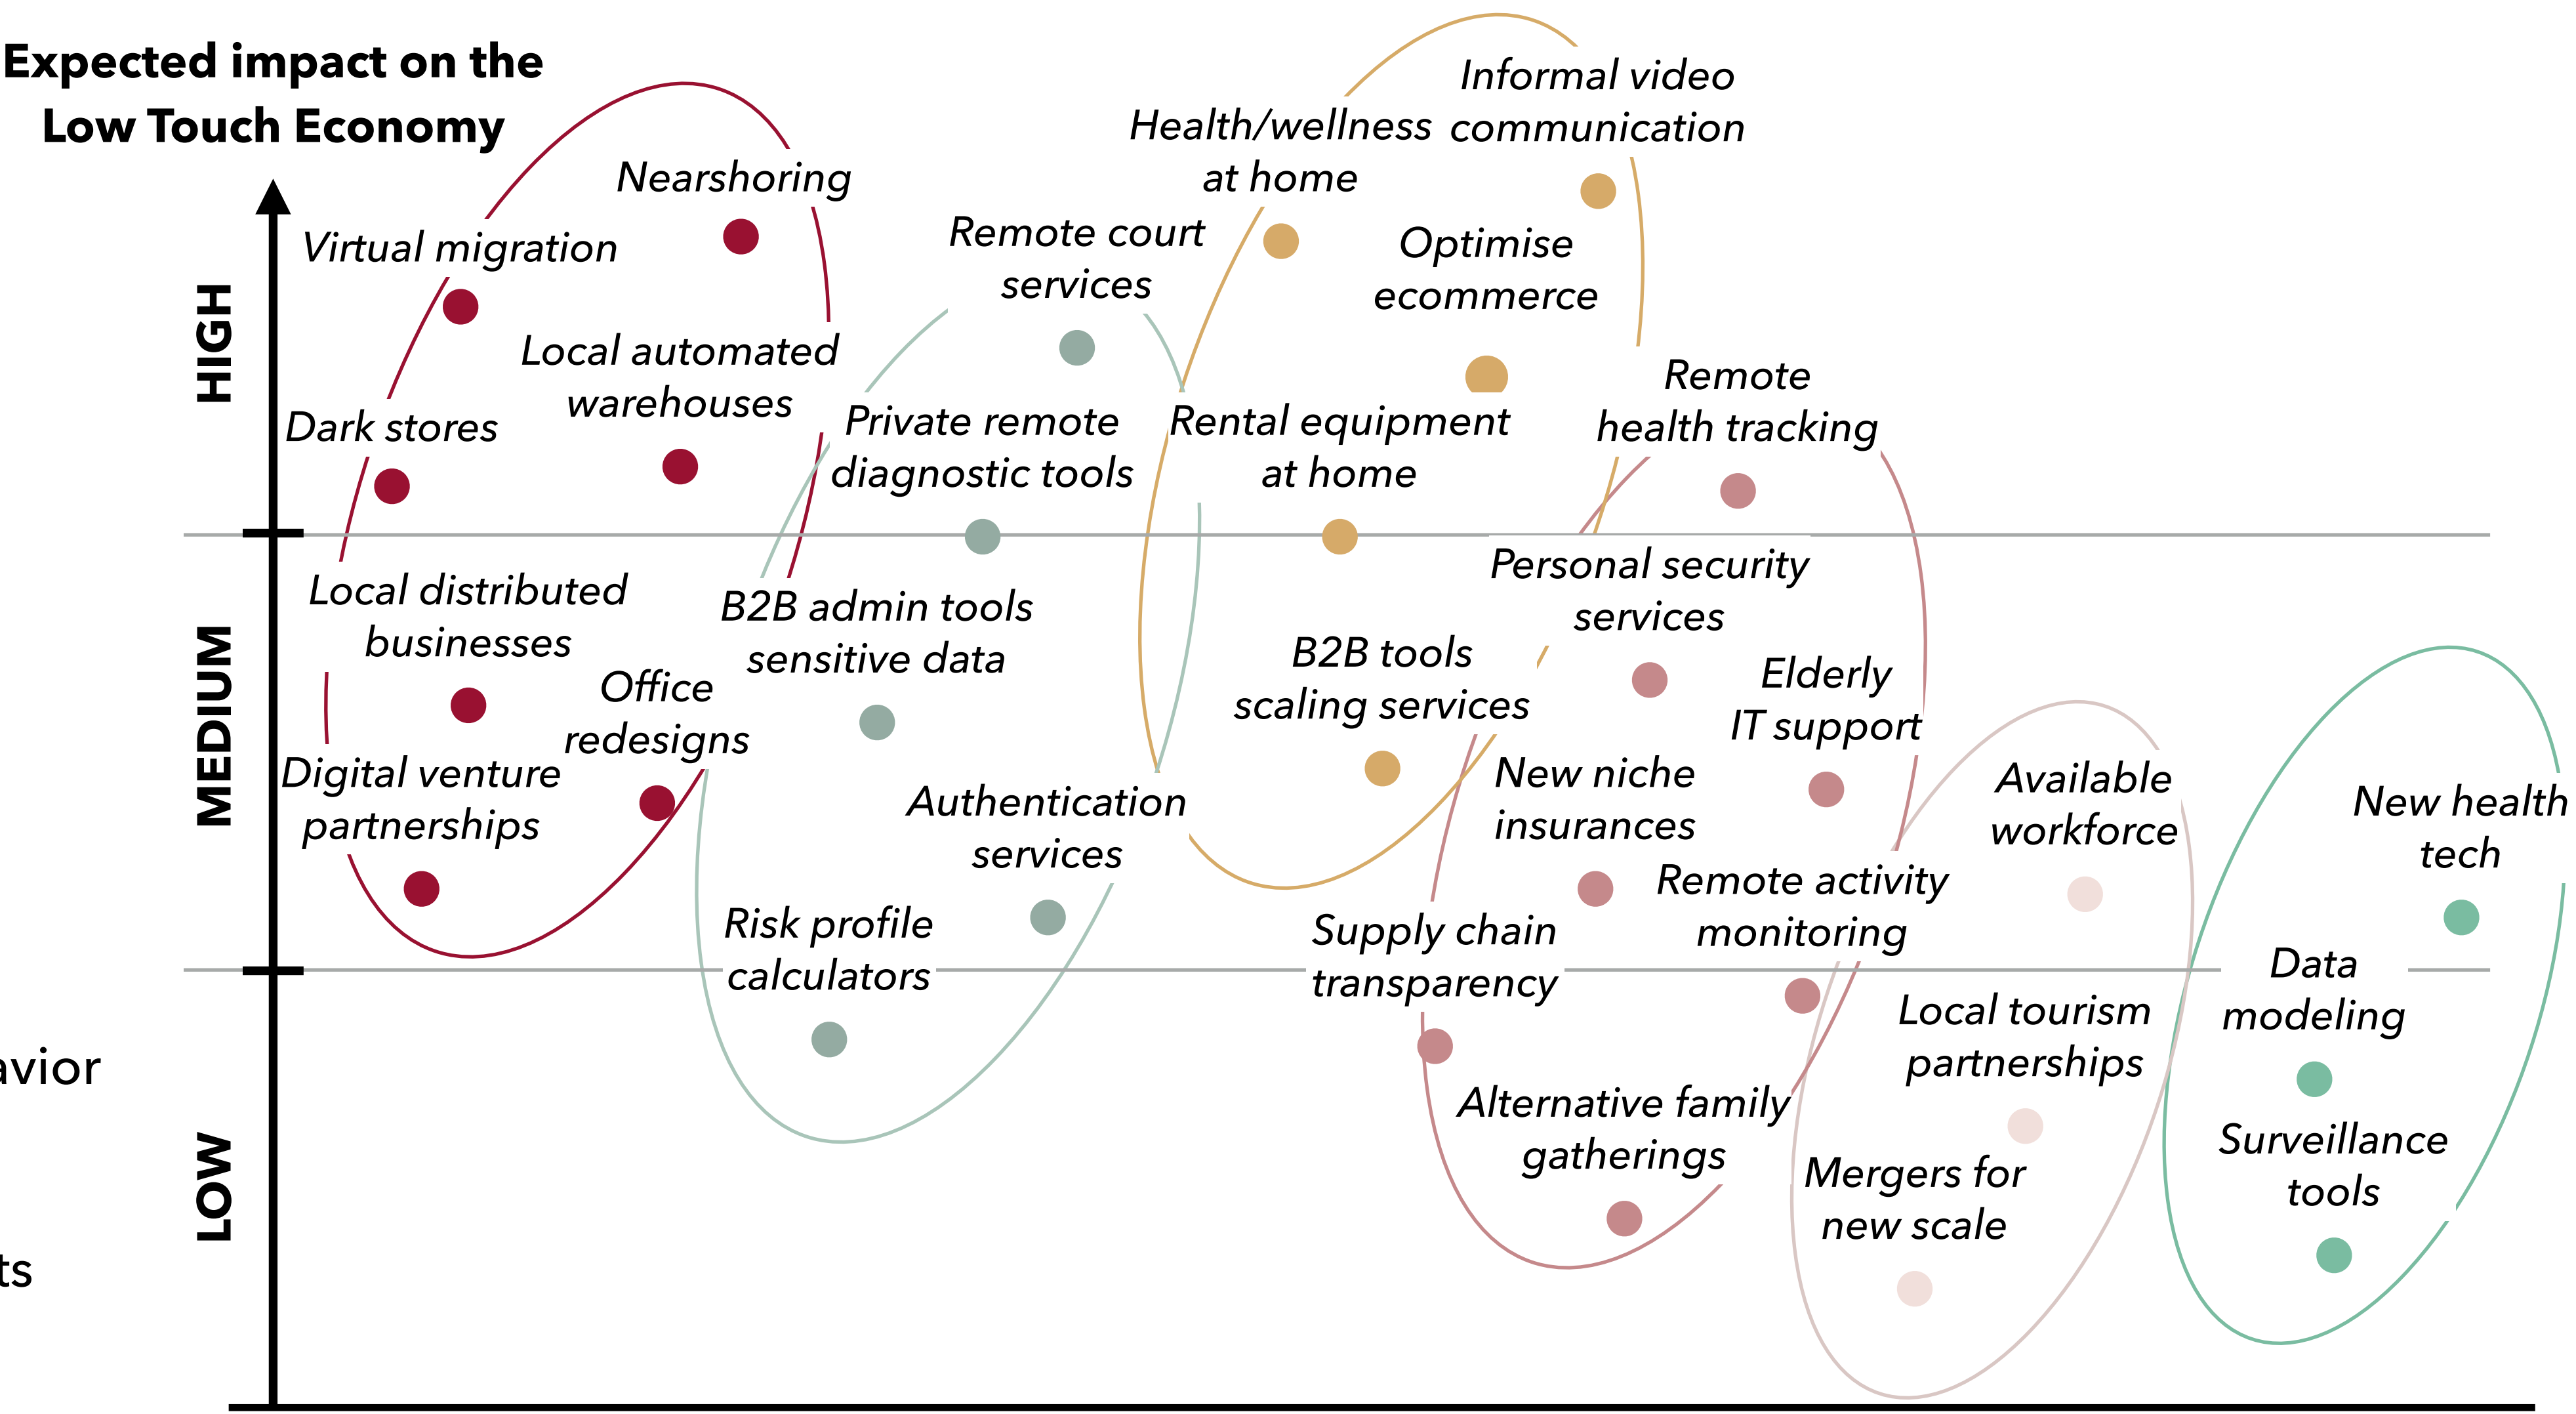 Expected impact on the
Low Touch Economy
HIGH
MEDIUM
LOW
Nearshoring
Virtual migration
Local automated
warehouses
Dark stores
Local distributed
businesses
Office
redesigns
Digital venture
partnerships
Remote court
services
Private remote
diagnostic tools
B2B admin tools
sensitive data
Authentication
services
Risk profile
calculators
Informal video
communication
Health/wellness
at home
Optimise
ecommerce
Rental equipment
at home
B2B tools
scaling services
Remote
health tracking
Personal security
services
Elderly
IT support
New niche
insurances
Remote activity
monitoring
Supply chain
transparency
Alternative family
gatherings
Available
workforce
Local tourism
partnerships
Mergers for
new scale
New health
tech
Data
modeling
Surveillance
tools
avior
ts